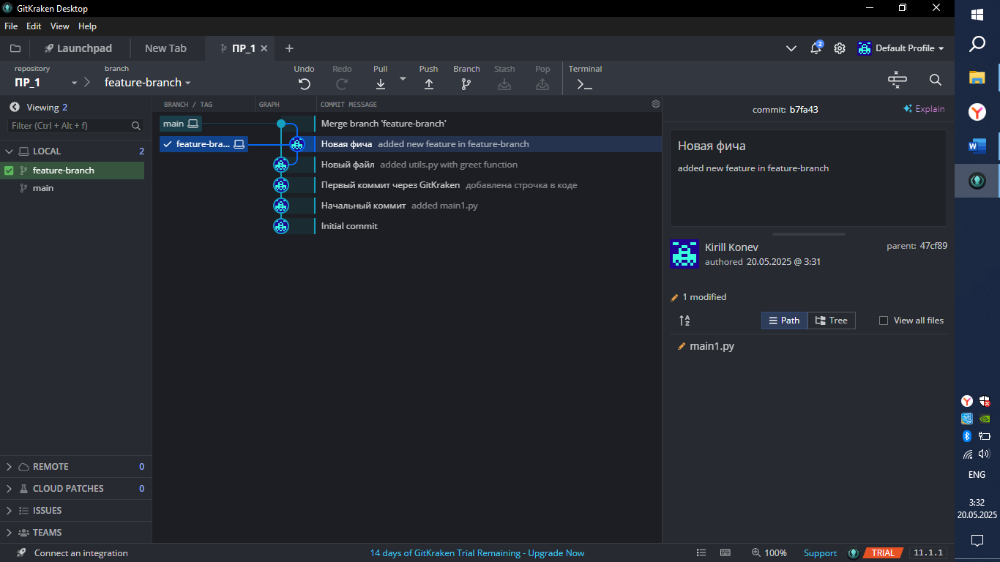 GitKraken Desktop
File Edit View Help
Launchpad New Tab ПР_1
2 Default Profile
repository branch
ПР_1 feature-branch
Undo Redo Pull Push Branch Stash Pop Terminal
Viewing 2
Filter (Ctrl + Alt + f)
LOCAL 2
feature-branch
main
REMOTE 0
CLOUD PATCHES 0
ISSUES
TEAMS
BRANCH / TAG GRAPH COMMIT MESSAGE
main Merge branch 'feature-branch'
feature-bra... Новая фича added new feature in feature-branch
Новый файл added utils.py with greet function
Первый коммит через GitKraken добавлена строчка в коде
Начальный коммит added main1.py
Initial commit
commit: b7fa43 Explain
Новая фича
added new feature in feature-branch
Kirill Konev parent: 47cf89
authored 20.05.2025 @ 3:31
1 modified
Path Tree View all files
main1.py
Connect an integration 14 days of GitKraken Trial Remaining - Upgrade Now 100% Support TRIAL 11.1.1
ENG
3:32
20.05.2025